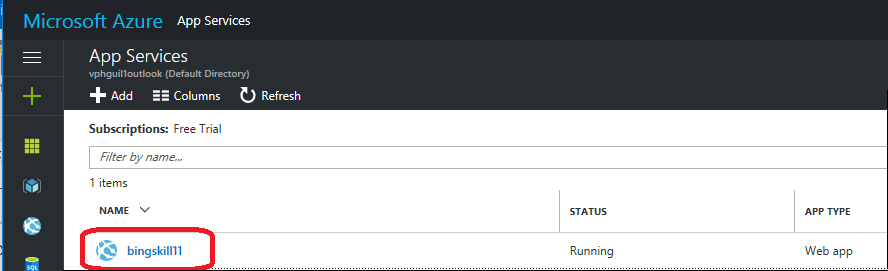 Microsoft Azure App Services
App Services
vphguil1outlook (Default Directory)
Add Columns Refresh
Subscriptions: Free Trial
Filter by name...
1 items
NAME STATUS APP TYPE
bingskill11 Running Web app
SQL